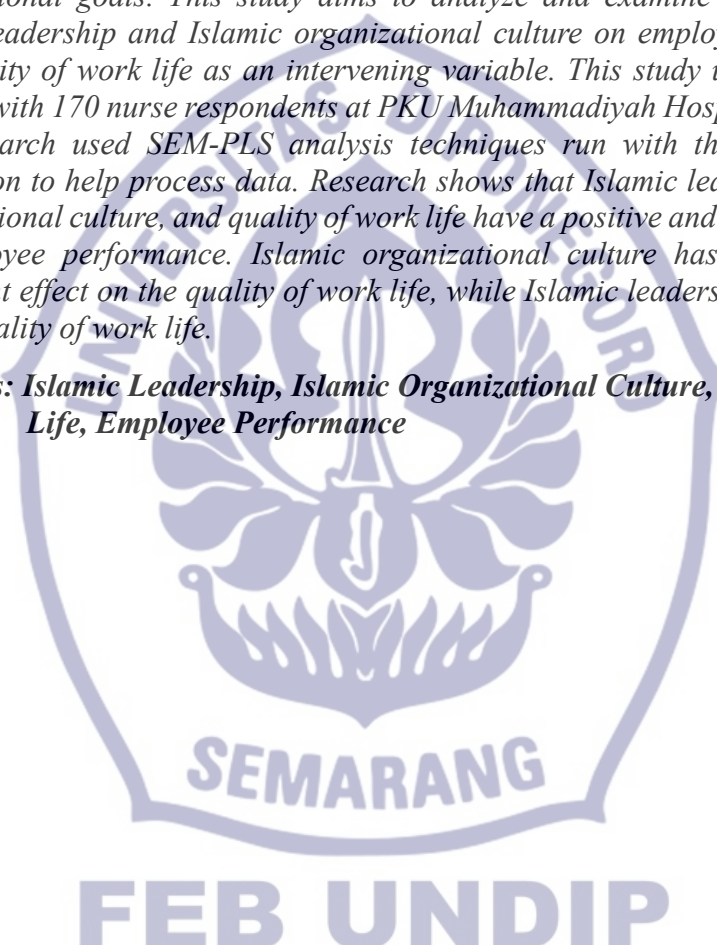 ional goals. This study aims to analyze and examine
eadership and Islamic organizational culture on employ
ity of work life as an intervening variable. This study u
with 170 nurse respondents at PKU Muhammadiyah Hosp
arch used SEM-PLS analysis techniques run with th
on to help process data. Research shows that Islamic lea
ional culture, and quality of work life have a positive and
oyee performance. Islamic organizational culture has
t effect on the quality of work life, while Islamic leaders
ality of work life.
s: Islamic Leadership, Islamic Organizational Culture,
Life, Employee Performance
UNIVERSITAS DIPONEGORO
SEMARANG
FEB UNDIP